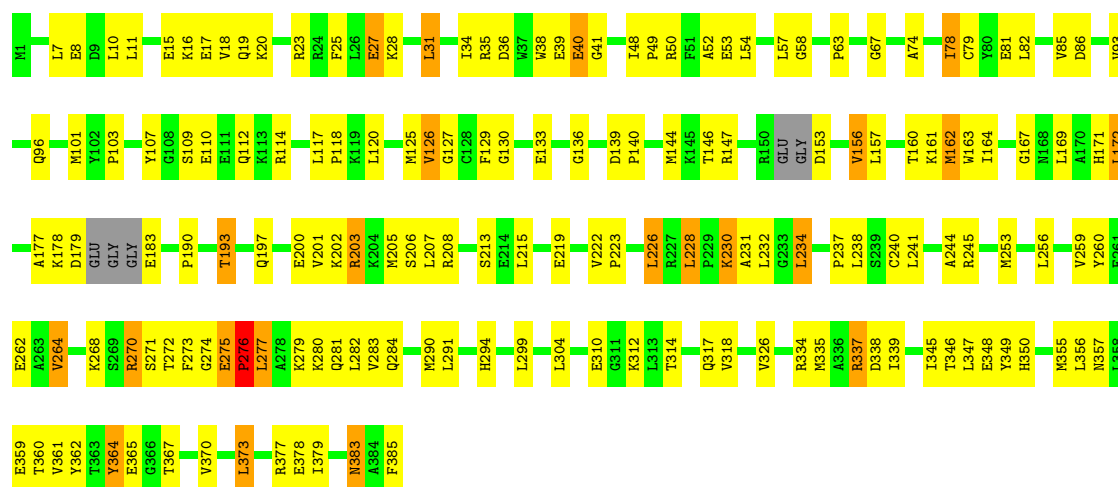 M1 L7 E8 D9 L10 L11 E15 K16 E17 V18 Q19 K20 R23 R24 F25 L26 E27 K28 L31 I34 R35 D36 W37 W38 E39 E40 G41 I48 P49 R50 F51 A52 E53 L54 L57 G58 P63 G67 A74 I78 C79 Y80 E81 L82 V85 D86
Q96 M101 Y102 P103 Y107 G108 S109 E110 E111 Q112 K113 R114 L117 P118 K119 L120 M125 V126 G127 C128 F129 G130 E133 G136 D139 P140 M144 K145 T146 R147 R150 GLU GLY D153 V156 L157 T160 K161 M162 W163 I164 G167 N168 L169 A170 H171
A177 K178 D179 GLU GLY GLY E183 P190 T193 Q197 E200 V201 K202 R203 K204 M205 S206 L207 R208 S213 E214 L215 E219 V222 P223 L226 R227 L228 P229 K230 A231 L232 G233 L234 P237 L238 S239 C240 L241 A244 R245 M253 L256 V259 Y260
E262 A263 V264 K268 S269 R270 S271 T272 F273 G274 E275 P276 L277 A278 K279 K280 Q281 L282 V283 Q284 M290 L291 H294 L299 L304 E310 G311 K312 L313 T314 Q317 V318 V326 R334 M335 A336 R337 D338 I339 I345 T346 L347 E348 Y349 H350 M355 L356 N357 L358
E359 T360 V361 Y362 T363 Y364 E365 G366 T367 V370 L373 R377 E378 I379 N383 A384 F385